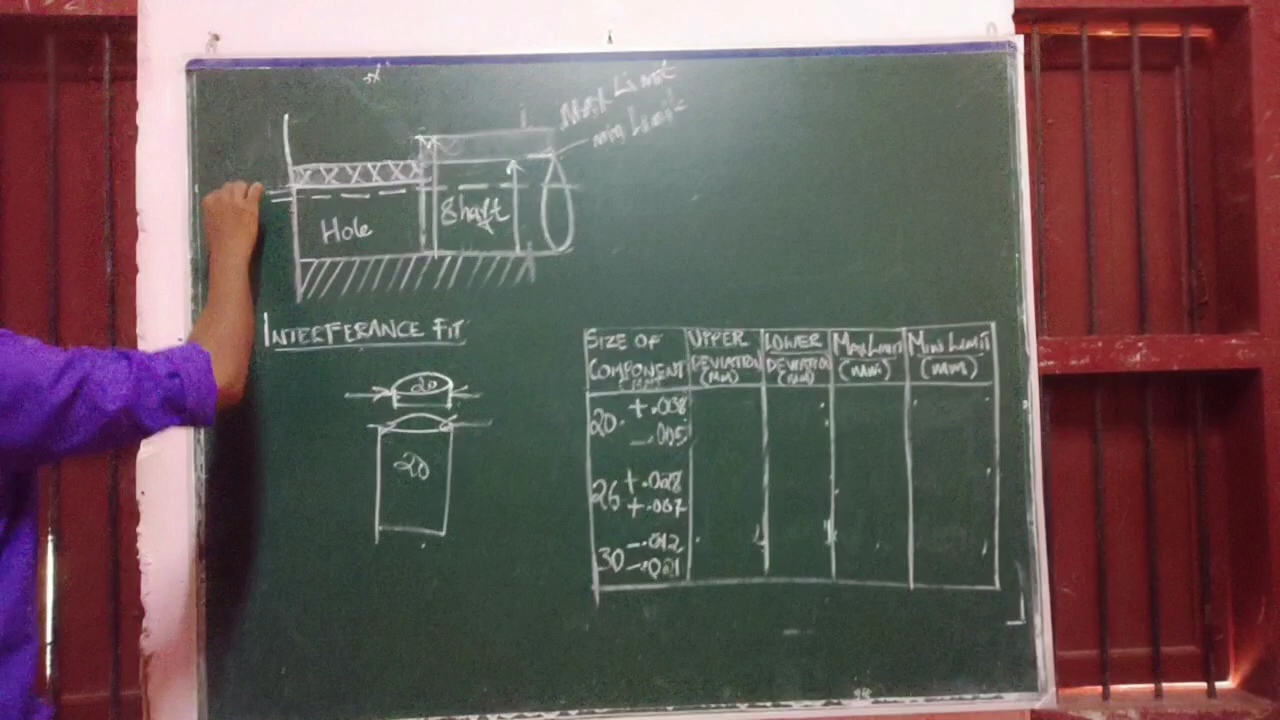 Max Limit
min Limit
Hole
Shaft
INTERFERANCE FIT
20
20
SIZE OF COMPONENT
UPPER DEVIATION (MM)
LOWER DEVIATION (MM)
MAX LIMIT (MM)
MIN LIMIT (MM)
20 +.008
-.005
26 +.028
+.007
30 -.012
-.021